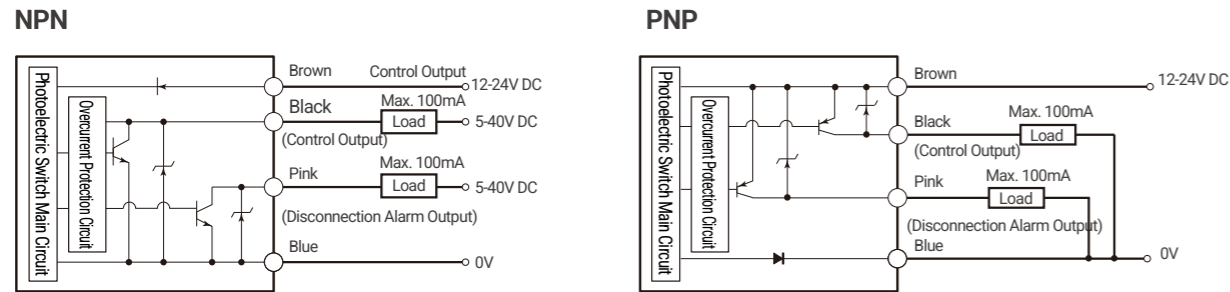 NPN
Photoelectric Switch Main Circuit
Overcurrent Protection Circuit
Brown
Control Output
12-24V DC
Black
Max. 100mA
Load
5-40V DC
(Control Output)
Pink
Max. 100mA
Load
5-40V DC
(Disconnection Alarm Output)
Blue
0V
PNP
Photoelectric Switch Main Circuit
Overcurrent Protection Circuit
Brown
12-24V DC
Black
Max. 100mA
Load
(Control Output)
Pink
Max. 100mA
Load
(Disconnection Alarm Output)
Blue
0V